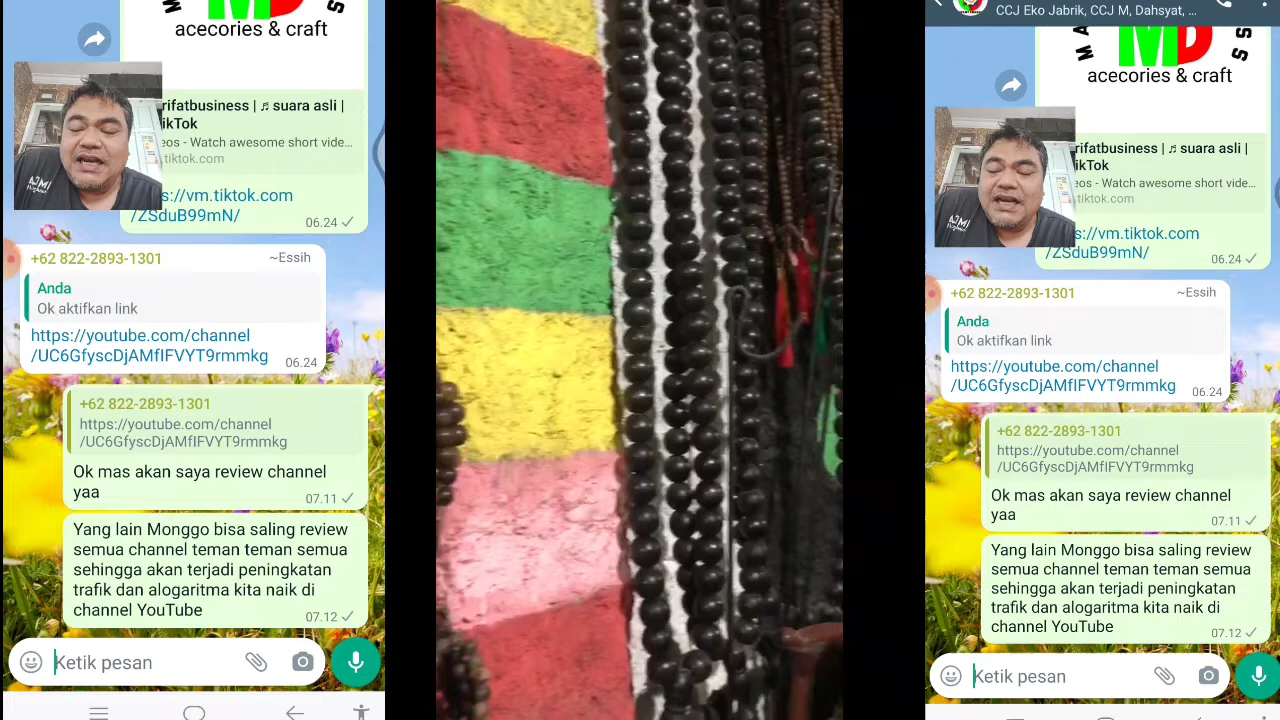 MD
acecories & craft
rifatbusiness | ♬ suara asli |
ikTok
eos - Watch awesome short vide...
.tiktok.com
s://vm.tiktok.com
/ZSduB99mN/
06.24
+62 822-2893-1301
~Essih
Anda
Ok aktifkan link
https://youtube.com/channel
/UC6GfyscDjAMfIFVYT9rmmkg
06.24
+62 822-2893-1301
https://youtube.com/channel
/UC6GfyscDjAMfIFVYT9rmmkg
Ok mas akan saya review channel
yaa
07.11
Yang lain Monggo bisa saling review
semua channel teman teman semua
sehingga akan terjadi peningkatan
trafik dan alogaritma kita naik di
channel YouTube
07.12
Ketik pesan
CCJ Eko Jabrik, CCJ M, Dahsyat, ...
MD
acecories & craft
rifatbusiness | ♬ suara asli |
ikTok
eos - Watch awesome short vide...
tiktok.com
s://vm.tiktok.com
/ZSduB99mN/
06.24
+62 822-2893-1301
~Essih
Anda
Ok aktifkan link
https://youtube.com/channel
/UC6GfyscDjAMfIFVYT9rmmkg
06.24
+62 822-2893-1301
https://youtube.com/channel
/UC6GfyscDjAMfIFVYT9rmmkg
Ok mas akan saya review channel
yaa
07.11
Yang lain Monggo bisa saling review
semua channel teman teman semua
sehingga akan terjadi peningkatan
trafik dan alogaritma kita naik di
channel YouTube
07.12
Ketik pesan